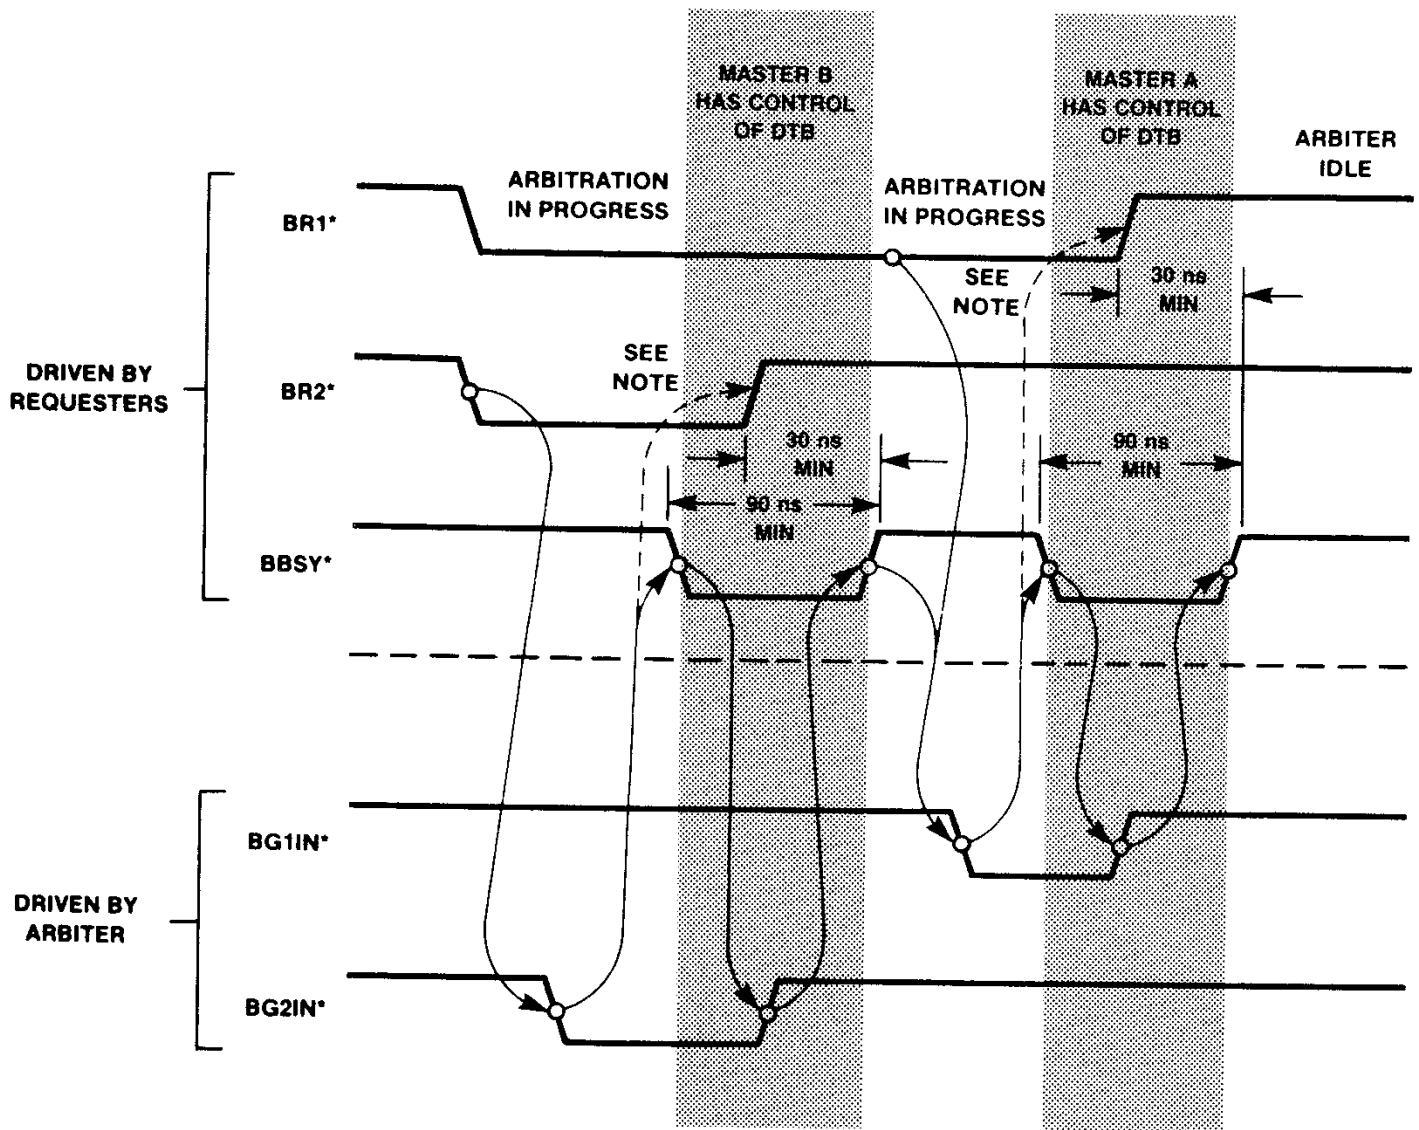 MASTER B
HAS CONTROL
OF DTB
MASTER A
HAS CONTROL
OF DTB
ARBITER
IDLE
ARBITRATION
IN PROGRESS
ARBITRATION
IN PROGRESS
BR1*
SEE
NOTE
30 ns
MIN
DRIVEN BY
REQUESTERS
BR2*
SEE
NOTE
30 ns
MIN
90 ns
MIN
90 ns
MIN
BBSY*
BG1IN*
DRIVEN BY
ARBITER
BG2IN*